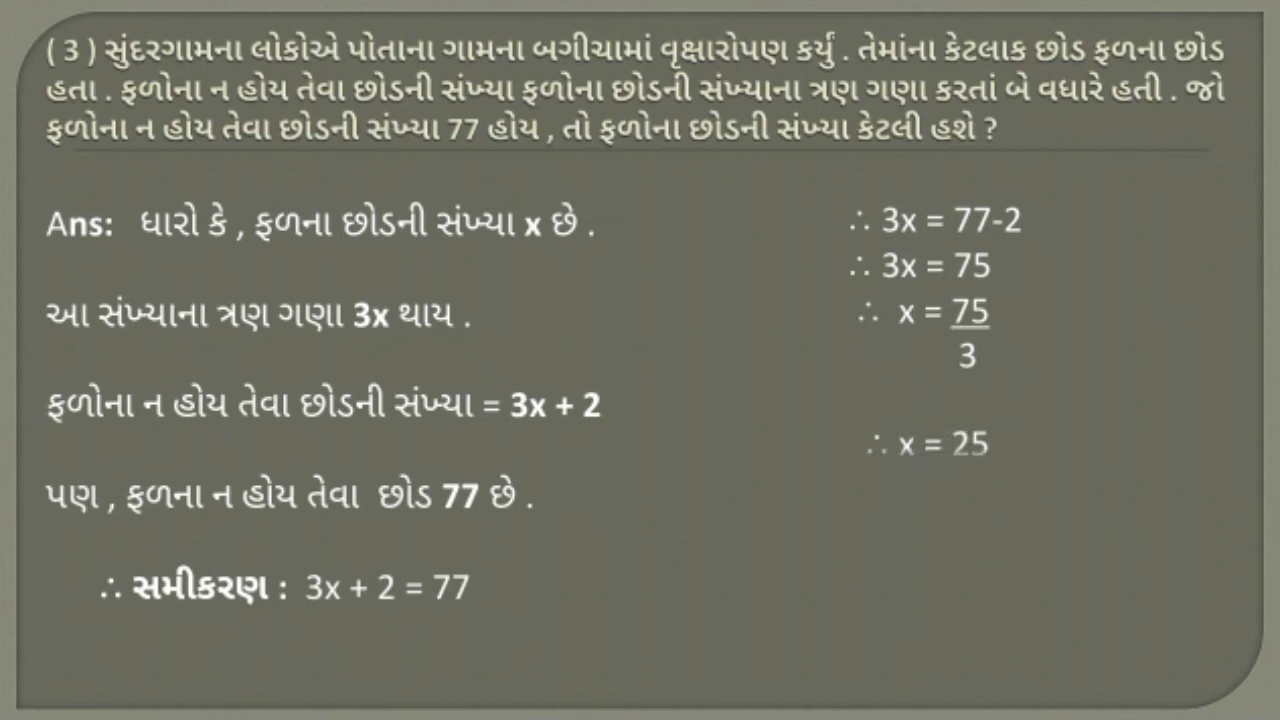 ( 3 ) સુંદરગામના લોકોએ પોતાના ગામના બગીચામાં વૃક્ષારોપણ કર્યું . તેમાંના કેટલાક છોડ ફળના છોડ
હતા . ફળોના ન હોય તેવા છોડની સંખ્યા ફળોના છોડની સંખ્યાના ત્રણ ગણા કરતાં બે વધારે હતી . જો
ફળોના ન હોય તેવા છોડની સંખ્યા 77 હોય , તો ફળોના છોડની સંખ્યા કેટલી હશે ?
Ans: ધારો કે , ફળના છોડની સંખ્યા x છે .
આ સંખ્યાના ત્રણ ગણા 3x થાય .
ફળોના ન હોય તેવા છોડની સંખ્યા = 3x + 2
પણ , ફળના ન હોય તેવા છોડ 77 છે .
∴ સમીકરણ : 3x + 2 = 77
∴ 3x = 77-2
∴ 3x = 75
∴ x = 75
3
∴ x = 25